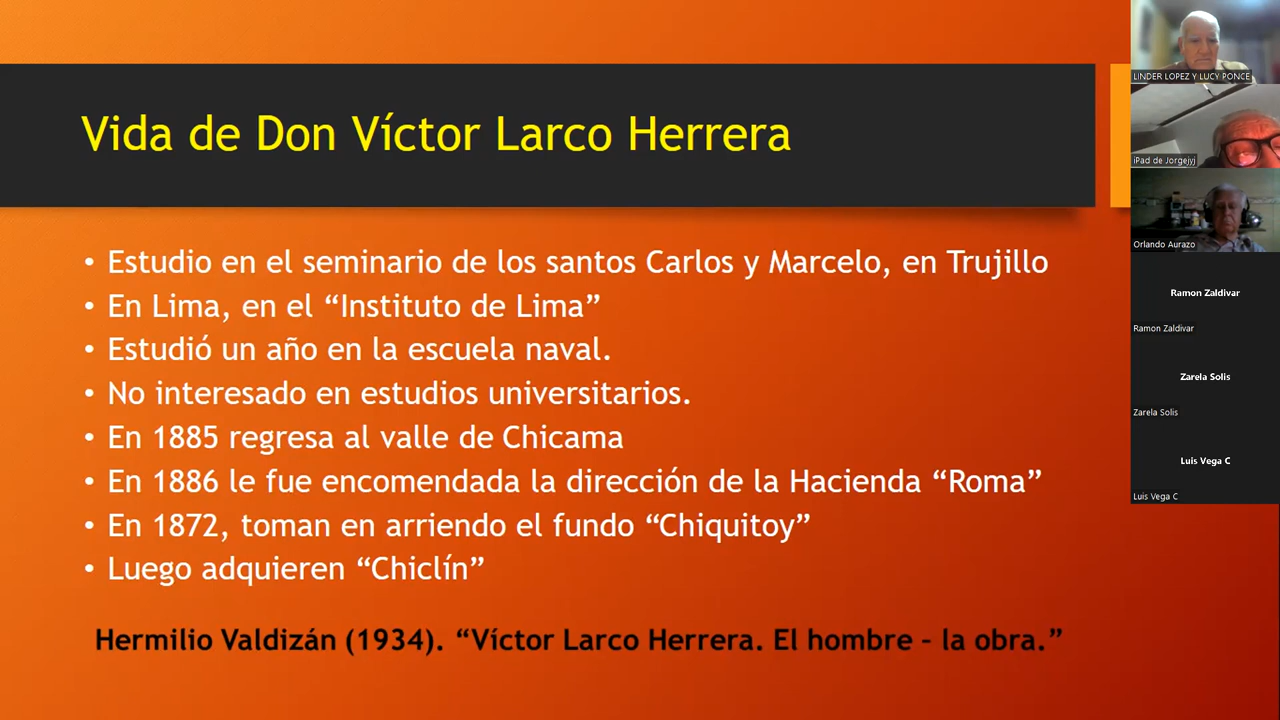 Vida de Don Víctor Larco Herrera
• Estudio en el seminario de los santos Carlos y Marcelo, en Trujillo
• En Lima, en el “Instituto de Lima”
• Estudió un año en la escuela naval.
• No interesado en estudios universitarios.
• En 1885 regresa al valle de Chicama
• En 1886 le fue encomendada la dirección de la Hacienda “Roma”
• En 1872, toman en arriendo el fundo “Chiquitoy”
• Luego adquieren “Chiclín”
Hermilio Valdizán (1934). “Víctor Larco Herrera. El hombre – la obra.”
LINDER LOPEZ Y LUCY PONCE
iPad de Jorgejyj
Orlando Aurazo
Ramon Zaldivar
Ramon Zaldivar
Zarela Solis
Zarela Solis
Luis Vega C
Luis Vega C